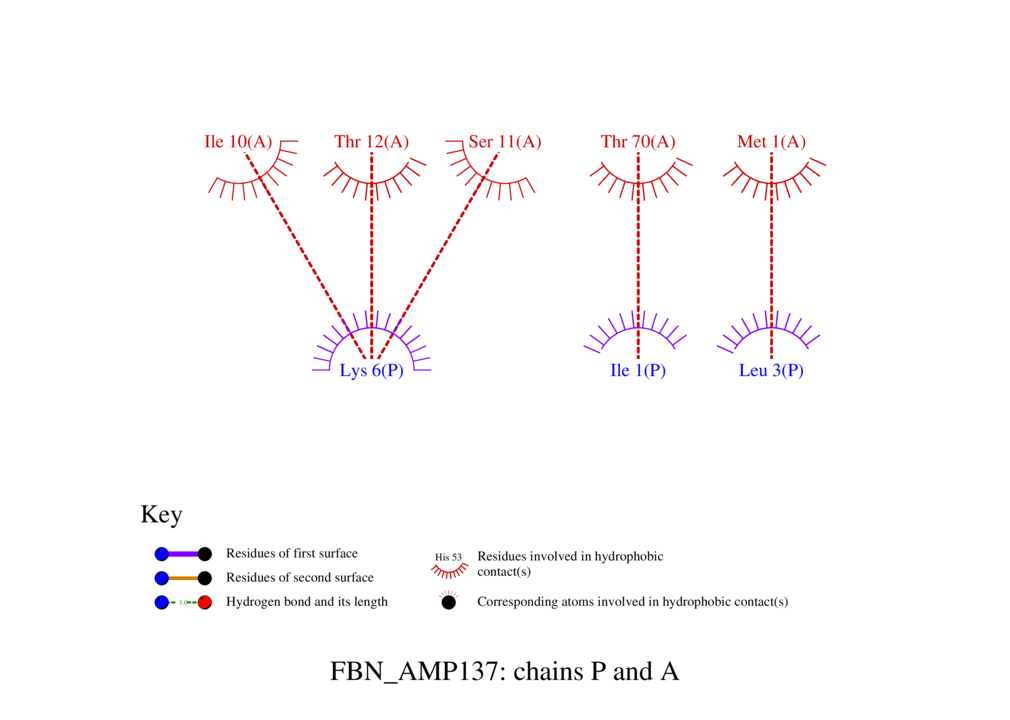 Ile 10(A) Thr 12(A) Ser 11(A) Thr 70(A) Met 1(A)
Lys 6(P) Ile 1(P) Leu 3(P)
Key
Residues of first surface
Residues of second surface
3.0
Hydrogen bond and its length
His 53
Residues involved in hydrophobic
contact(s)
Corresponding atoms involved in hydrophobic contact(s)
FBN_AMP137: chains P and A